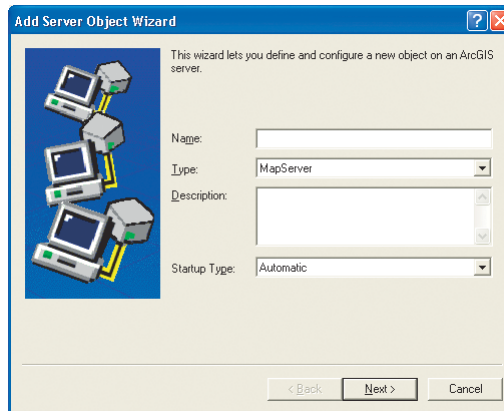 Add Server Object Wizard
?
This wizard lets you define and configure a new object on an ArcGIS
server.
Name:
Type: MapServer
Description:
Startup Type: Automatic
< Back Next > Cancel